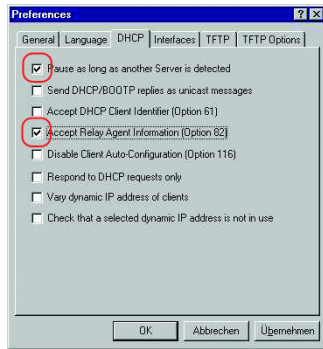 Preferences
General Language DHCP Interfaces TFTP TFTP Options
Pause as long as another Server is detected
Send DHCP/BOOTP replies as unicast messages
Accept DHCP Client Identifier (Option 61)
Accept Relay Agent Information (Option 82)
Disable Client Auto-Configuration (Option 116)
Respond to DHCP requests only
Vary dynamic IP address of clients
Check that a selected dynamic IP address is not in use
OK Abbrechen Übernehmen